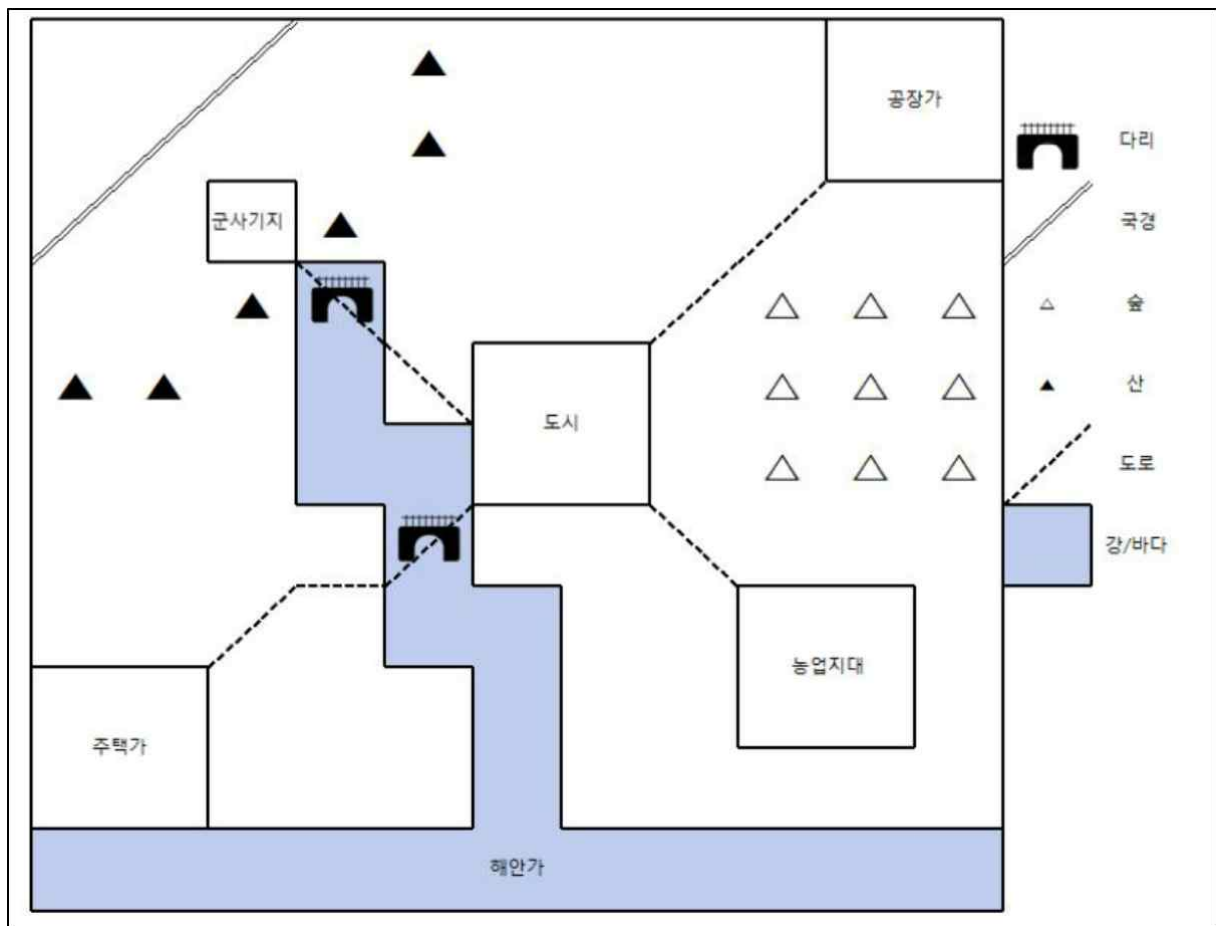 공장가
다리
군사기지
국경
숲
산
도시
도로
강/바다
농업지대
주택가
해안가